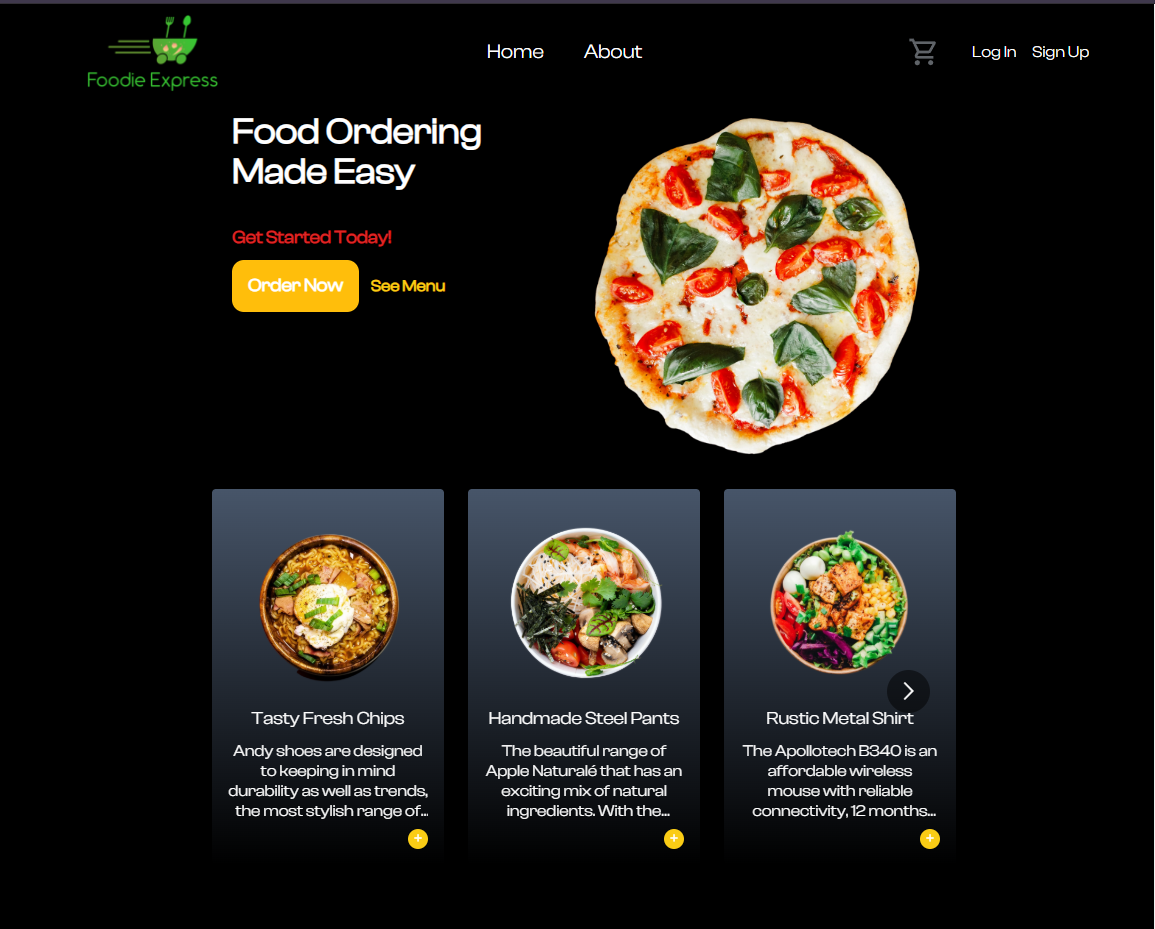 Foodie Express
Home
About
Log In
Sign Up
Food Ordering
Made Easy
Get Started Today!
Order Now
See Menu
Tasty Fresh Chips
Andy shoes are designed
to keeping in mind
durability as well as trends,
the most stylish range of...
+
Handmade Steel Pants
The beautiful range of
Apple Naturalé that has an
exciting mix of natural
ingredients. With the...
+
Rustic Metal Shirt
The Apollotech B340 is an
affordable wireless
mouse with reliable
connectivity, 12 months...
+